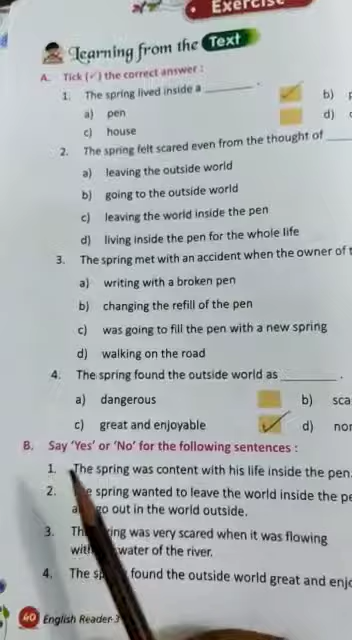 Exercise
Learning from the Text
A. Tick (✓) the correct answer :
1. The spring lived inside a ________ .
a) pen ✓ b)
c) house d)
2. The spring felt scared even from the thought of ____
a) leaving the outside world
b) going to the outside world
c) leaving the world inside the pen
d) living inside the pen for the whole life
3. The spring met with an accident when the owner of
a) writing with a broken pen
b) changing the refill of the pen
c) was going to fill the pen with a new spring
d) walking on the road
4. The spring found the outside world as ________ .
a) dangerous b)
c) great and enjoyable ✓ d)
B. Say 'Yes' or 'No' for the following sentences :
1. The spring was content with his life inside the pen.
2. spring wanted to leave the world inside the
go out in the world outside.
3. was very scared when it was flowing
water of the river.
4. The found the outside world great and
40 English Reader-3